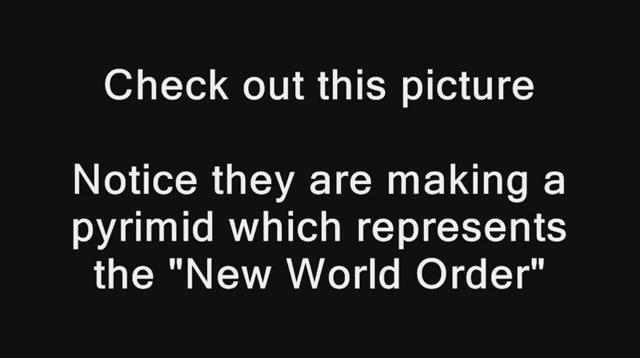 Check out this picture
Notice they are making a
pyrimid which represents
the "New World Order"